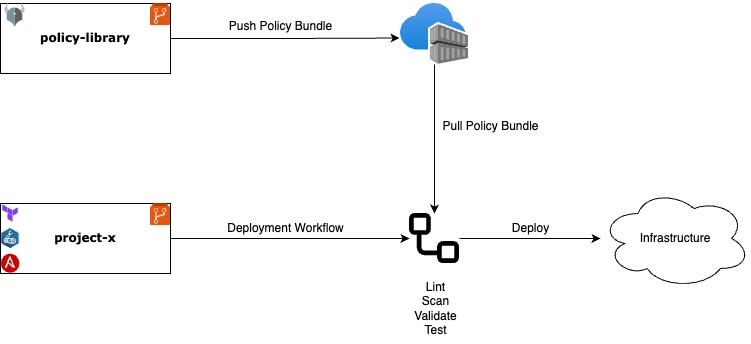 policy-library
Push Policy Bundle
Pull Policy Bundle
project-x
Deployment Workflow
Deploy
Infrastructure
Lint
Scan
Validate
Test